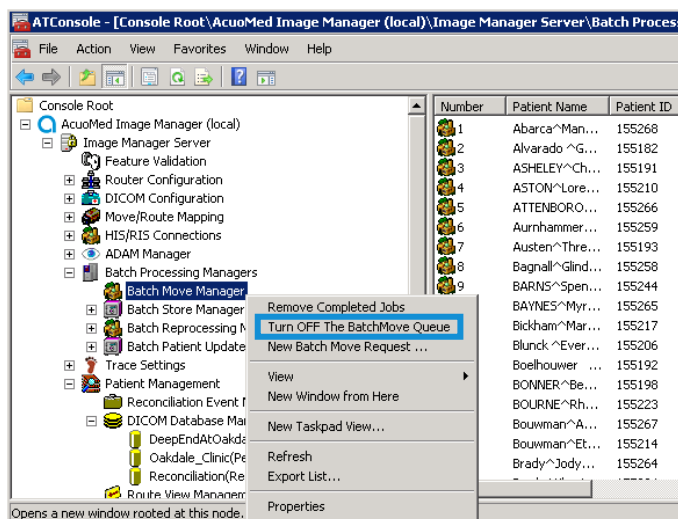 ATConsole - [Console Root\AcuoMed Image Manager (local)\Image Manager Server\Batch Proces
File Action View Favorites Window Help
Console Root
AcuoMed Image Manager (local)
Image Manager Server
Feature Validation
Router Configuration
DICOM Configuration
Move/Route Mapping
HIS/RIS Connections
ADAM Manager
Batch Processing Managers
Batch Move Manager
Batch Store Manager
Batch Reprocessing M
Batch Patient Update
Trace Settings
Patient Management
Reconciliation Event
DICOM Database Ma
DeepEndAtOakda
Oakdale_Clinic(Pe
Reconciliation(Re
Route View Managem
Opens a new window rooted at this node.
Remove Completed Jobs
Turn OFF The BatchMove Queue
New Batch Move Request ...
View
New Window from Here
New Taskpad View...
Refresh
Export List...
Properties
Number Patient Name Patient ID
1 Abarca^Man... 155268
2 Alvarado ^G... 155182
3 ASHELEY^Ch... 155191
4 ASTON^Lore... 155210
5 ATTENBORO... 155266
6 Aurnhammer... 155259
7 Austen^Thre... 155193
8 Bagnall^Glind... 155258
9 BARNS^Spen... 155244
BAYNES^Myr... 155265
Bickham^Mar... 155217
Blunck ^Ever... 155206
Boelhouwer ... 155192
BONNER^Be... 155198
BOURNE^Rh... 155223
Bouwman^A... 155267
Bouwman^Et... 155214
Brady^Jody... 155264